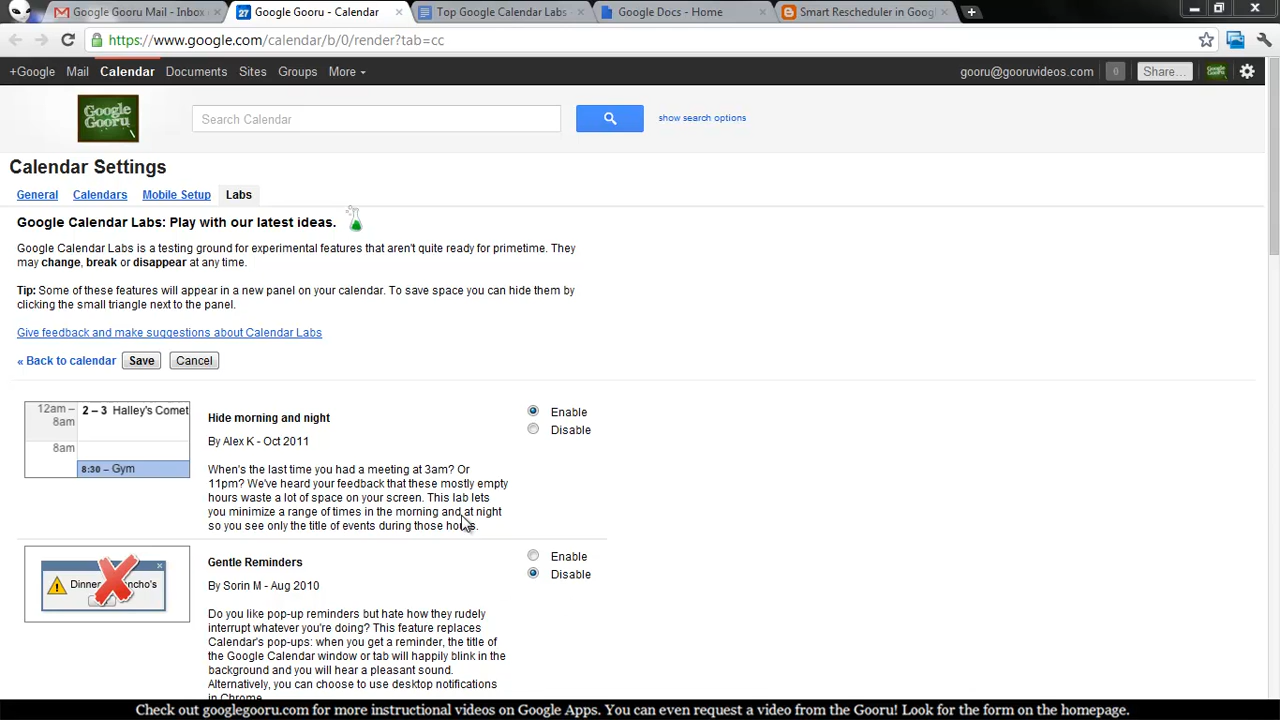 Google Gooru Mail - Inbox
Google Gooru - Calendar
Top Google Calendar Labs -
Google Docs - Home
Smart Rescheduler in Googl
27
https://www.google.com/calendar/b/0/render?tab=cc
+Google Mail Calendar Documents Sites Groups More
gooru@gooruvideos.com 0 Share...
Google
Gooru
Search Calendar
show search options
Calendar Settings
General Calendars Mobile Setup Labs
Google Calendar Labs: Play with our latest ideas.
Google Calendar Labs is a testing ground for experimental features that aren't quite ready for primetime. They
may change, break or disappear at any time.
Tip: Some of these features will appear in a new panel on your calendar. To save space you can hide them by
clicking the small triangle next to the panel.
Give feedback and make suggestions about Calendar Labs
« Back to calendar Save Cancel
12am –
8am
2 – 3 Halley's Comet
8am
8:30 – Gym
Hide morning and night
By Alex K - Oct 2011
Enable
Disable
When's the last time you had a meeting at 3am? Or
11pm? We've heard your feedback that these mostly empty
hours waste a lot of space on your screen. This lab lets
you minimize a range of times in the morning and at night
so you see only the title of events during those hours.
Gentle Reminders
By Sorin M - Aug 2010
Enable
Disable
Do you like pop-up reminders but hate how they rudely
interrupt whatever you're doing? This feature replaces
Calendar's pop-ups: when you get a reminder, the title of
the Google Calendar window or tab will happily blink in the
background and you will hear a pleasant sound.
Alternatively, you can choose to use desktop notifications
in Chrome.
Check out googlegooru.com for more instructional videos on Google Apps. You can even request a video from the Gooru! Look for the form on the homepage.